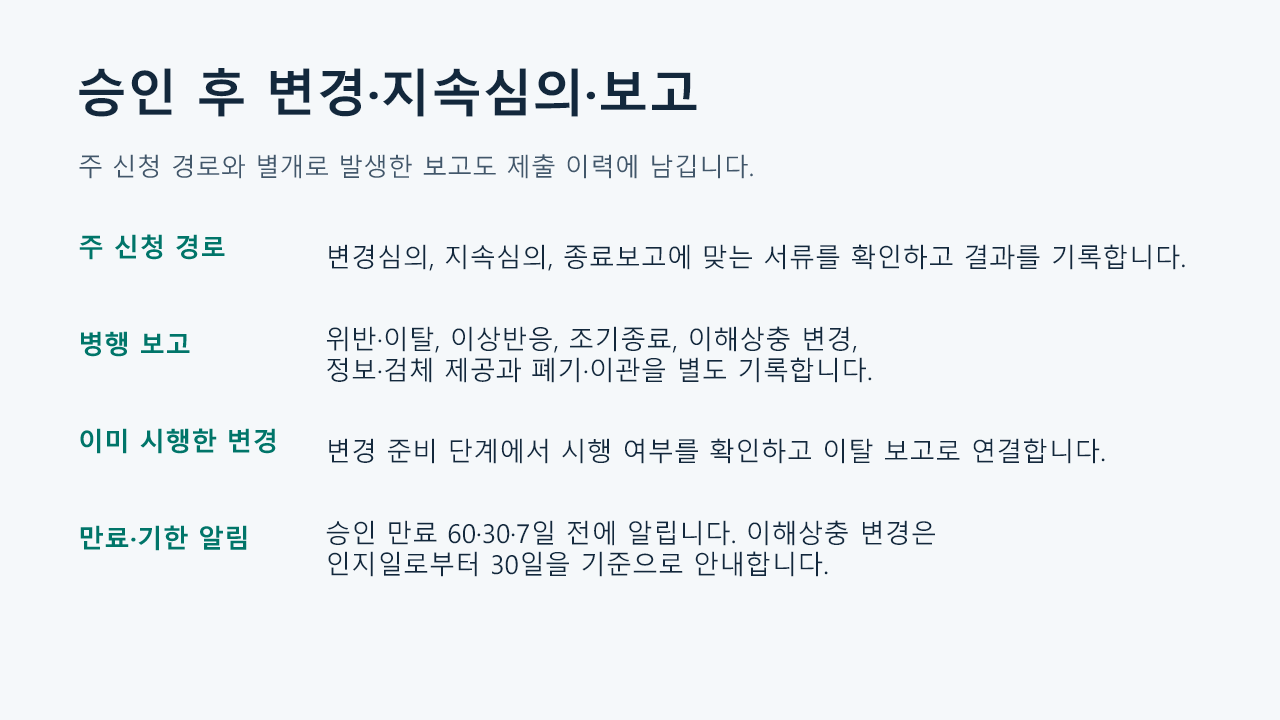 승인 후 변경·지속심의·보고
주 신청 경로와 별개로 발생한 보고도 제출 이력에 남깁니다.
주 신청 경로
변경심의, 지속심의, 종료보고에 맞는 서류를 확인하고 결과를 기록합니다.
병행 보고
위반·이탈, 이상반응, 조기종료, 이해상충 변경,
정보·검체 제공과 폐기·이관을 별도 기록합니다.
이미 시행한 변경
변경 준비 단계에서 시행 여부를 확인하고 이탈 보고로 연결합니다.
만료·기한 알림
승인 만료 60·30·7일 전에 알립니다. 이해상충 변경은
인지일로부터 30일을 기준으로 안내합니다.